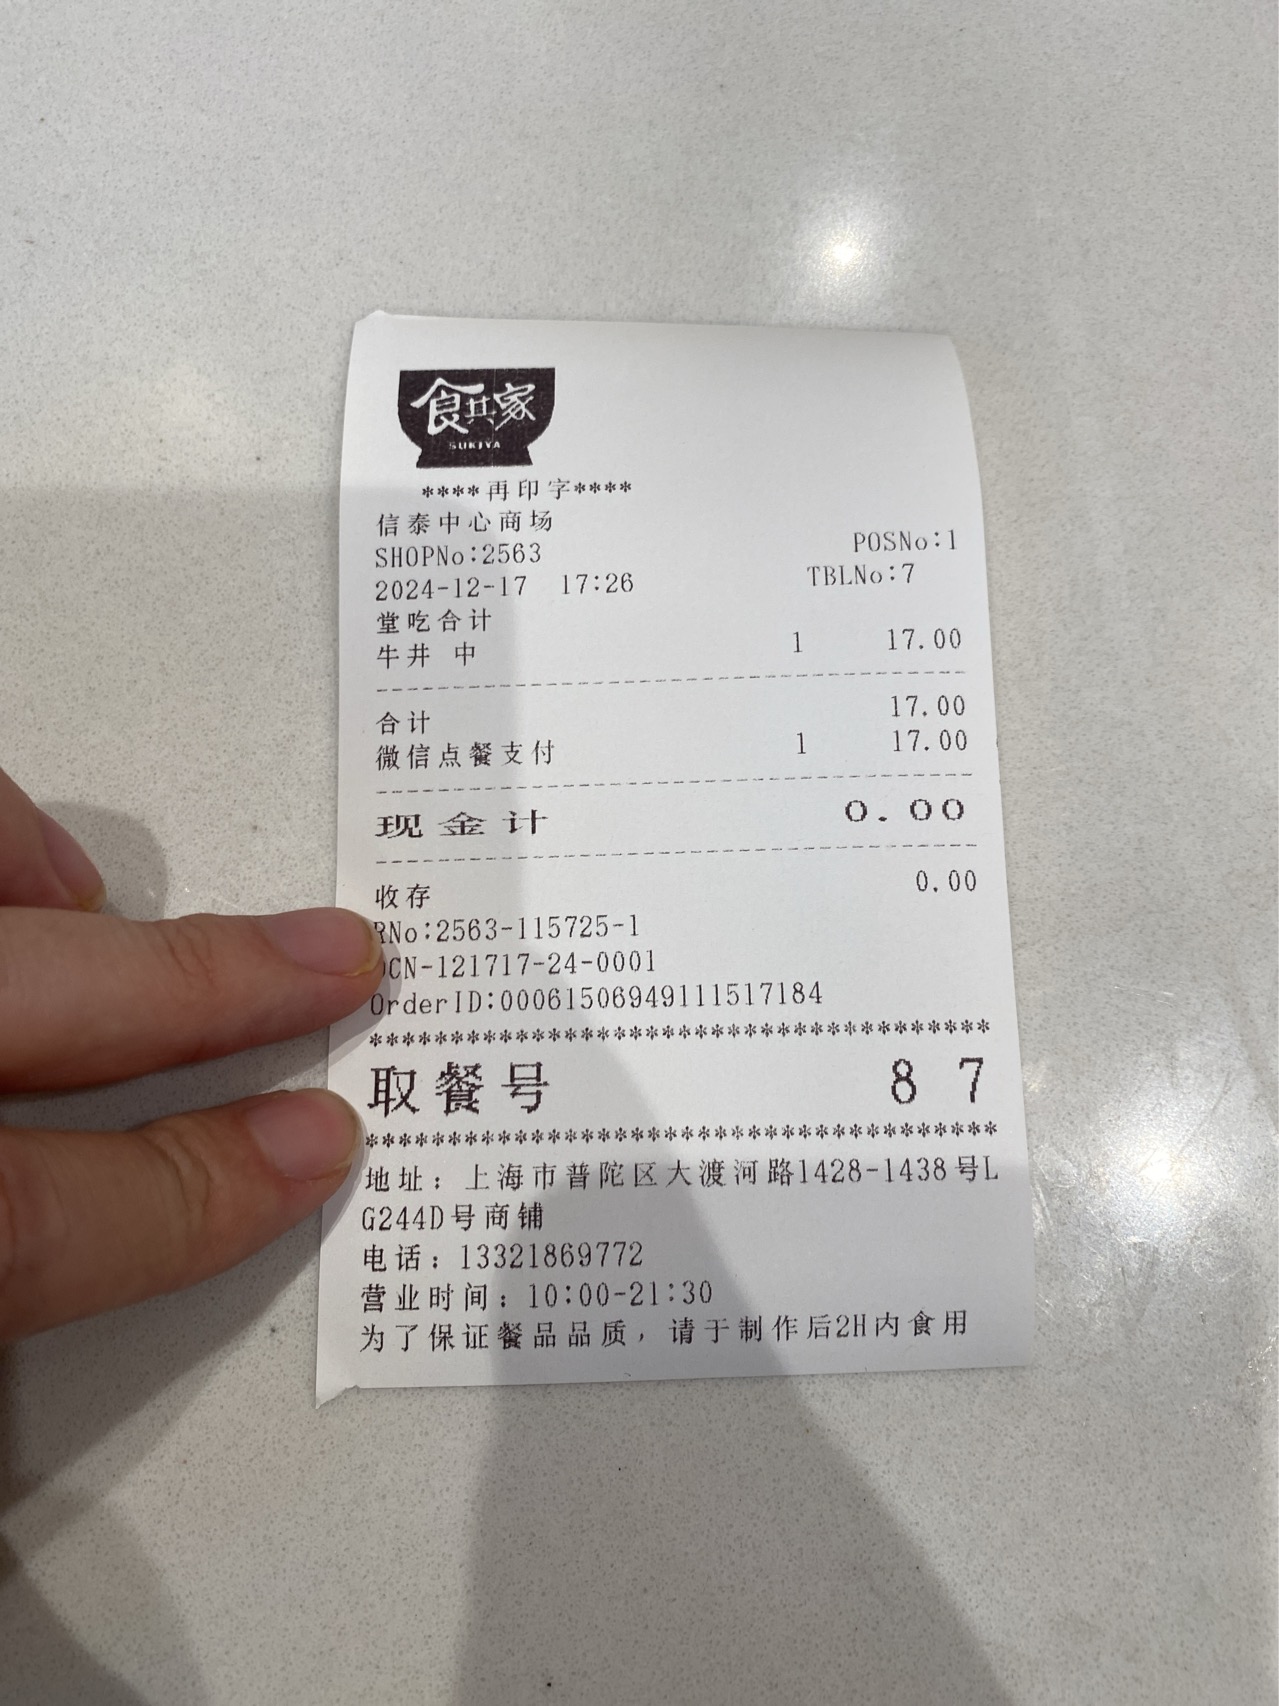 食其家
SUKIYA
****再印字****
信泰中心商场
SHOPNo:2563 POSNo:1
2024-12-17 17:26 TBLNo:7
堂吃合计
牛丼 中 1 17.00
合计 17.00
微信点餐支付 1 17.00
现金计 0.00
收存 0.00
RNo:2563-115725-1
CN-121717-24-0001
OrderID:00061506949111517184
**************************************
取餐号 87
**************************************
地址：上海市普陀区大渡河路1428-1438号L
G244D号商铺
电话：13321869772
营业时间：10:00-21:30
为了保证餐品品质，请于制作后2H内食用